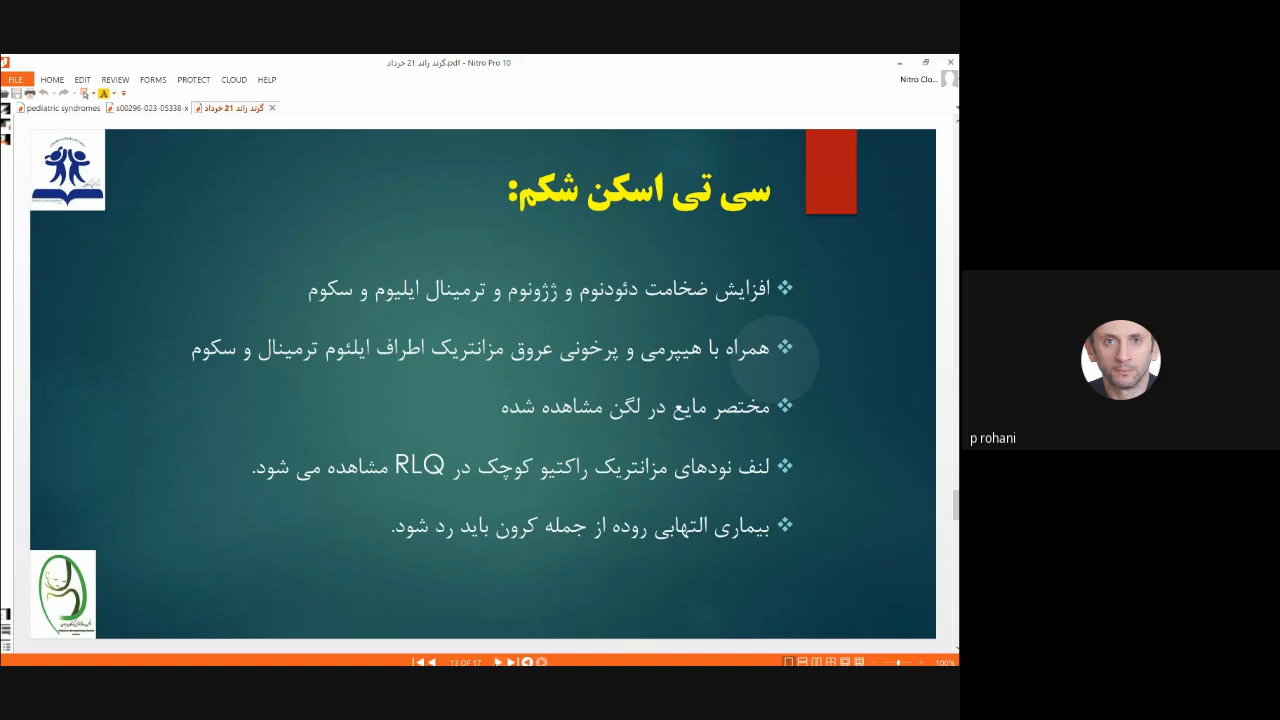 گرند راند 21 خرداد.pdf - Nitro Pro 10
FILE HOME EDIT REVIEW FORMS PROTECT CLOUD HELP
Nitro Clo...
pediatric syndromes s00296-023-05338-x گرند راند 21 خرداد
سی تی اسکن شکم:
افزایش ضخامت دئودنوم و ژژونوم و ترمینال ایلیوم و سکوم
همراه با هیپرمی و پرخونی عروق مزانتریک اطراف ایلئوم ترمینال و سکوم
مختصر مایع در لگن مشاهده شده
لنف نودهای مزانتریک راکتیو کوچک در RLQ مشاهده می شود.
بیماری التهابی روده از جمله کرون باید رد شود.
p rohani
13 OF 17
100%